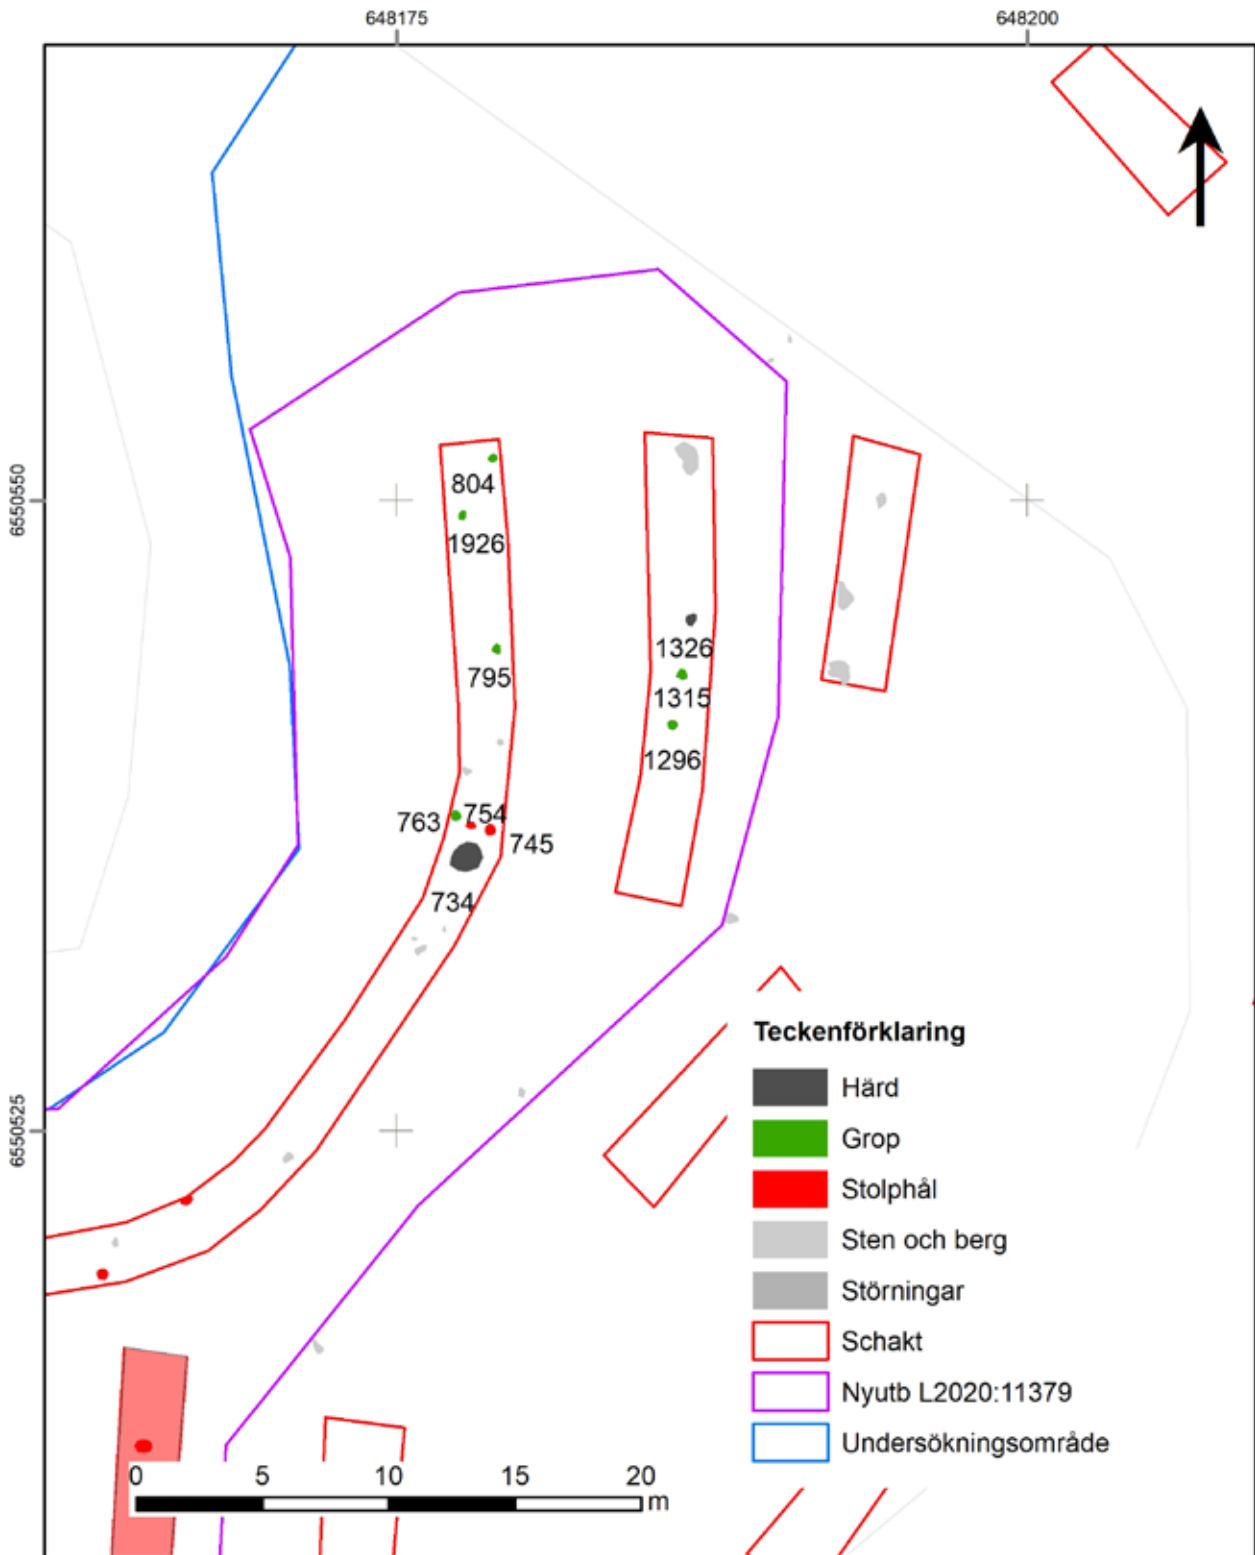 648175
648200
6550550
804
1926
1326
795
1315
1296
763
754
745
734
6550525
Teckenförklaring
Härd
Grop
Stolphål
Sten och berg
Störningar
Schakt
Nyutb L2020:11379
Undersökningsområde
0 5 10 15 20
m